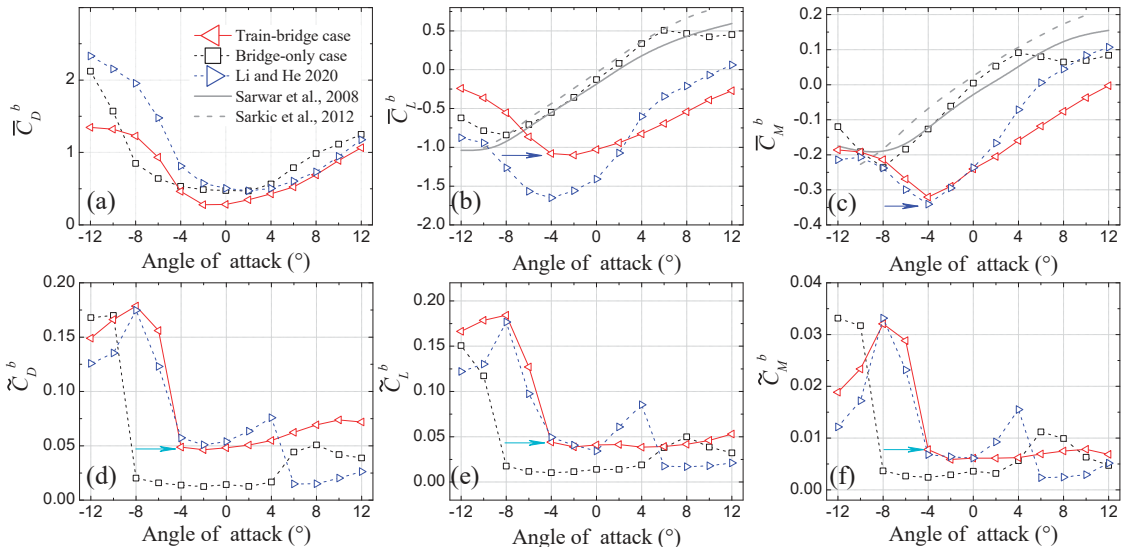 Train-bridge case
Bridge-only case
Li and He 2020
Sarwar et al., 2008
Sarkic et al., 2012
2
1
0
C̅_D^b
(a)
-12 -8 -4 0 4 8 12
Angle of attack (°)
0.5
0.0
-0.5
-1.0
-1.5
-2.0
C̅_L^b
(b)
-12 -8 -4 0 4 8 12
Angle of attack (°)
0.2
0.1
0.0
-0.1
-0.2
-0.3
-0.4
C̅_M^b
(c)
-12 -8 -4 0 4 8 12
Angle of attack (°)
0.20
0.15
0.10
0.05
0.00
C̃_D^b
(d)
-12 -8 -4 0 4 8 12
Angle of attack (°)
0.20
0.15
0.10
0.05
0.00
C̃_L^b
(e)
-12 -8 -4 0 4 8 12
Angle of attack (°)
0.04
0.03
0.02
0.01
0.00
C̃_M^b
(f)
-12 -8 -4 0 4 8 12
Angle of attack (°)